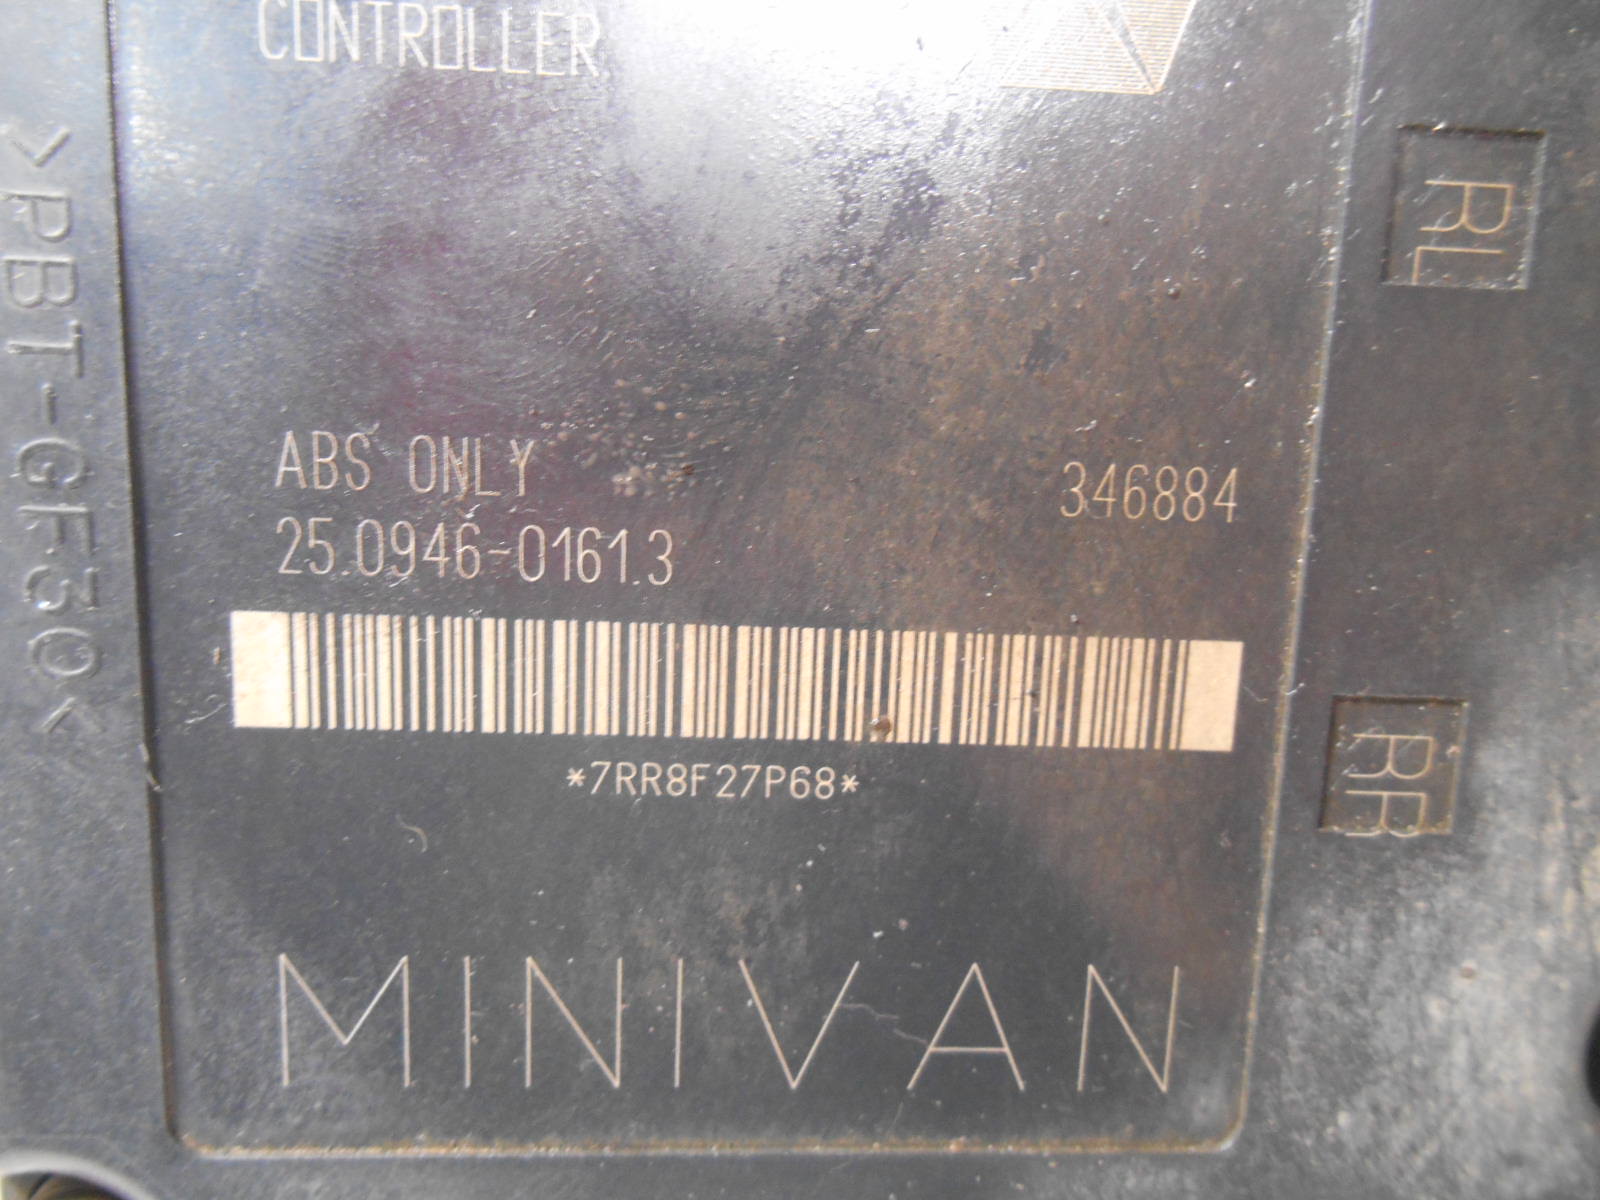 CONTROLLER
>PBT-GF30<
RL
ABS ONLY
346884
25.0946-0161.3
*7RR8F27P68*
RR
MINIVAN